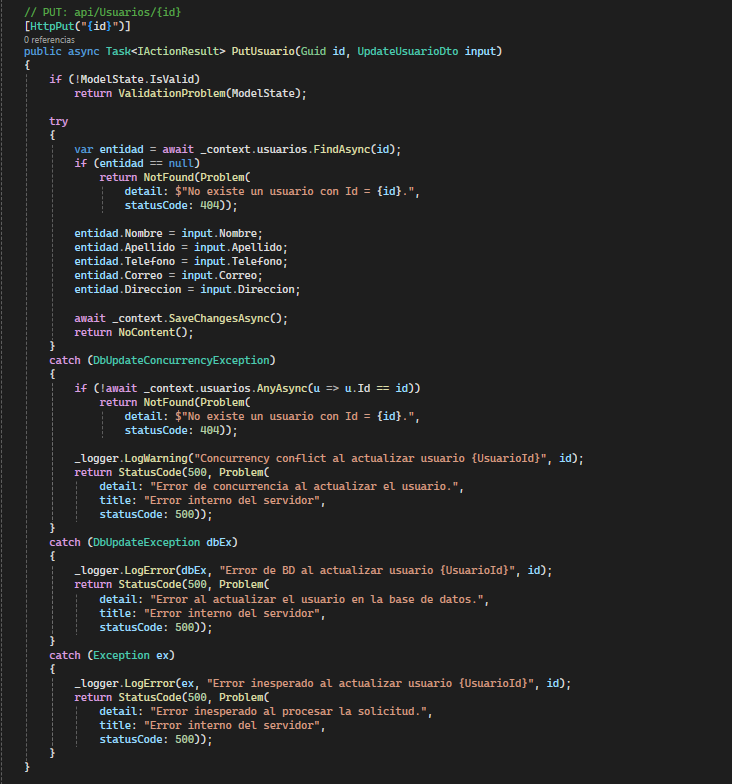 // PUT: api/Usuarios/{id}
[HttpPut("{id}")]
0 referencias
public async Task<IActionResult> PutUsuario(Guid id, UpdateUsuarioDto input)
{
    if (!ModelState.IsValid)
        return ValidationProblem(ModelState);

    try
    {
        var entidad = await _context.usuarios.FindAsync(id);
        if (entidad == null)
            return NotFound(Problem(
                detail: $"No existe un usuario con Id = {id}.",
                statusCode: 404));

        entidad.Nombre = input.Nombre;
        entidad.Apellido = input.Apellido;
        entidad.Telefono = input.Telefono;
        entidad.Correo = input.Correo;
        entidad.Direccion = input.Direccion;

        await _context.SaveChangesAsync();
        return NoContent();
    }
    catch (DbUpdateConcurrencyException)
    {
        if (!await _context.usuarios.AnyAsync(u => u.Id == id))
            return NotFound(Problem(
                detail: $"No existe un usuario con Id = {id}.",
                statusCode: 404));

        _logger.LogWarning("Concurrency conflict al actualizar usuario {UsuarioId}", id);
        return StatusCode(500, Problem(
            detail: "Error de concurrencia al actualizar el usuario.",
            title: "Error interno del servidor",
            statusCode: 500));
    }
    catch (DbUpdateException dbEx)
    {
        _logger.LogError(dbEx, "Error de BD al actualizar usuario {UsuarioId}", id);
        return StatusCode(500, Problem(
            detail: "Error al actualizar el usuario en la base de datos.",
            title: "Error interno del servidor",
            statusCode: 500));
    }
    catch (Exception ex)
    {
        _logger.LogError(ex, "Error inesperado al actualizar usuario {UsuarioId}", id);
        return StatusCode(500, Problem(
            detail: "Error inesperado al procesar la solicitud.",
            title: "Error interno del servidor",
            statusCode: 500));
    }
}